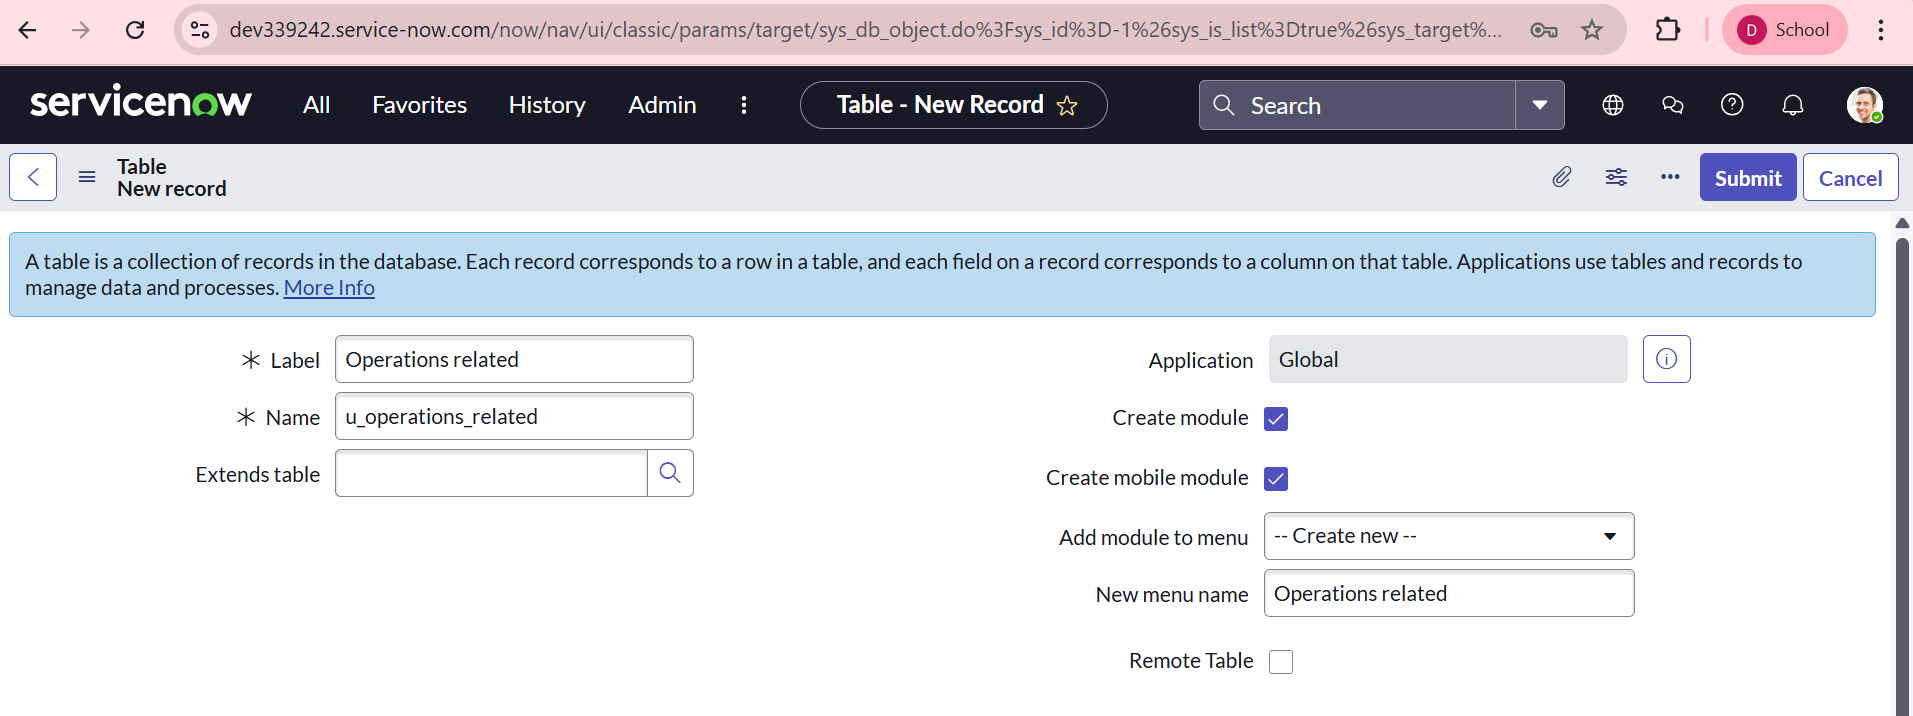 dev339242.service-now.com/now/nav/ui/classic/params/target/sys_db_object.do%3Fsys_id%3D-1%26sys_is_list%3Dtrue%26sys_target%...
D School
servicenow All Favorites History Admin Table - New Record Search
Table
New record
Submit Cancel
A table is a collection of records in the database. Each record corresponds to a row in a table, and each field on a record corresponds to a column on that table. Applications use tables and records to
manage data and processes. More Info
Label Operations related
Name u_operations_related
Extends table
Application Global
Create module
Create mobile module
Add module to menu -- Create new --
New menu name Operations related
Remote Table